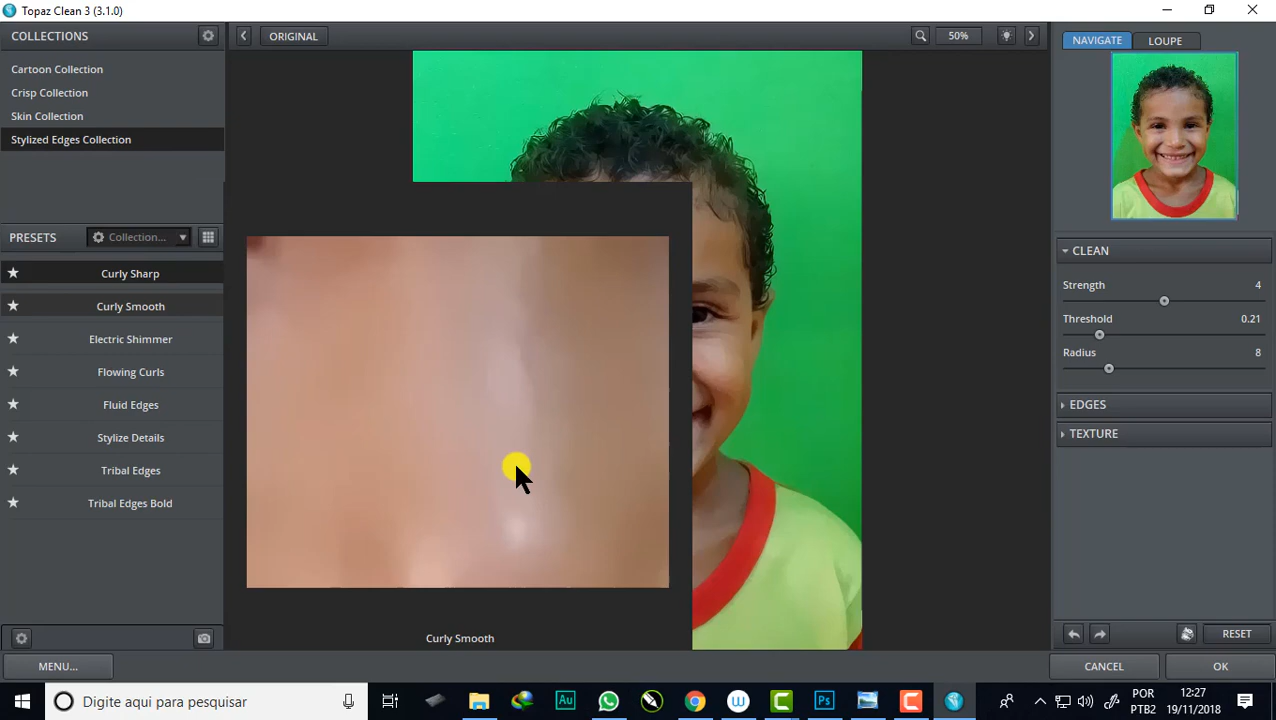 Topaz Clean 3 (3.1.0)
COLLECTIONS
Cartoon Collection
Crisp Collection
Skin Collection
Stylized Edges Collection
PRESETS
Collection...
Curly Sharp
Curly Smooth
Electric Shimmer
Flowing Curls
Fluid Edges
Stylize Details
Tribal Edges
Tribal Edges Bold
MENU...
ORIGINAL
50%
Curly Smooth
NAVIGATE
LOUPE
CLEAN
Strength 4
Threshold 0.21
Radius 8
EDGES
TEXTURE
RESET
CANCEL
OK
Digite aqui para pesquisar
Au
W
Ps
POR
PTB2
12:27
19/11/2018